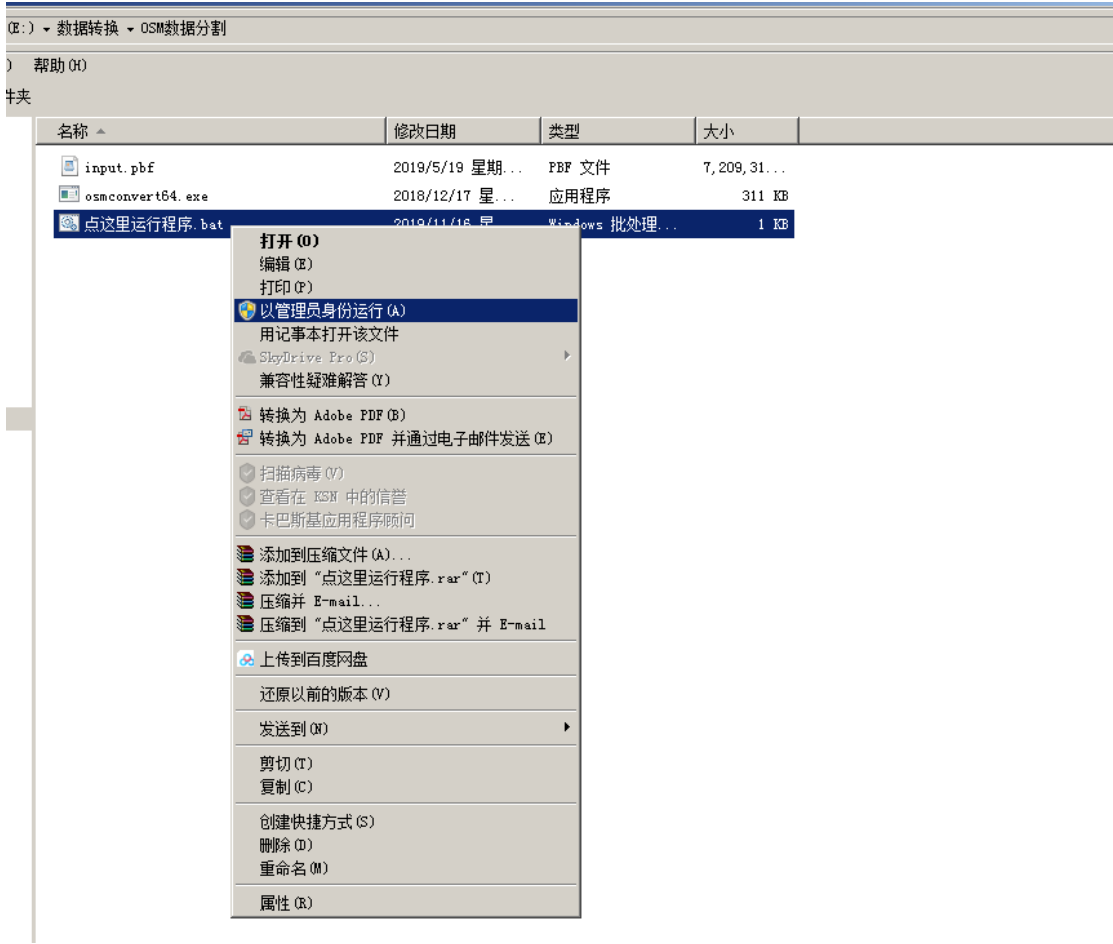 (E:) ▾ 数据转换 ▾ OSM数据分割
) 帮助(H)
件夹
名称 修改日期 类型 大小
input.pbf 2019/5/19 星期... PBF 文件 7,209,31...
osmconvert64.exe 2018/12/17 星... 应用程序 311 KB
点这里运行程序.bat 2019/11/16 星... Windows 批处理... 1 KB
打开(O)
编辑(E)
打印(P)
以管理员身份运行(A)
用记事本打开该文件
SkyDrive Pro(S)
兼容性疑难解答(Y)
转换为 Adobe PDF(B)
转换为 Adobe PDF 并通过电子邮件发送(E)
扫描病毒(V)
查看在 KSN 中的信誉
卡巴斯基应用程序顾问
添加到压缩文件(A)...
添加到 "点这里运行程序.rar"(T)
压缩并 E-mail...
压缩到 "点这里运行程序.rar" 并 E-mail
上传到百度网盘
还原以前的版本(V)
发送到(N)
剪切(T)
复制(C)
创建快捷方式(S)
删除(D)
重命名(M)
属性(R)